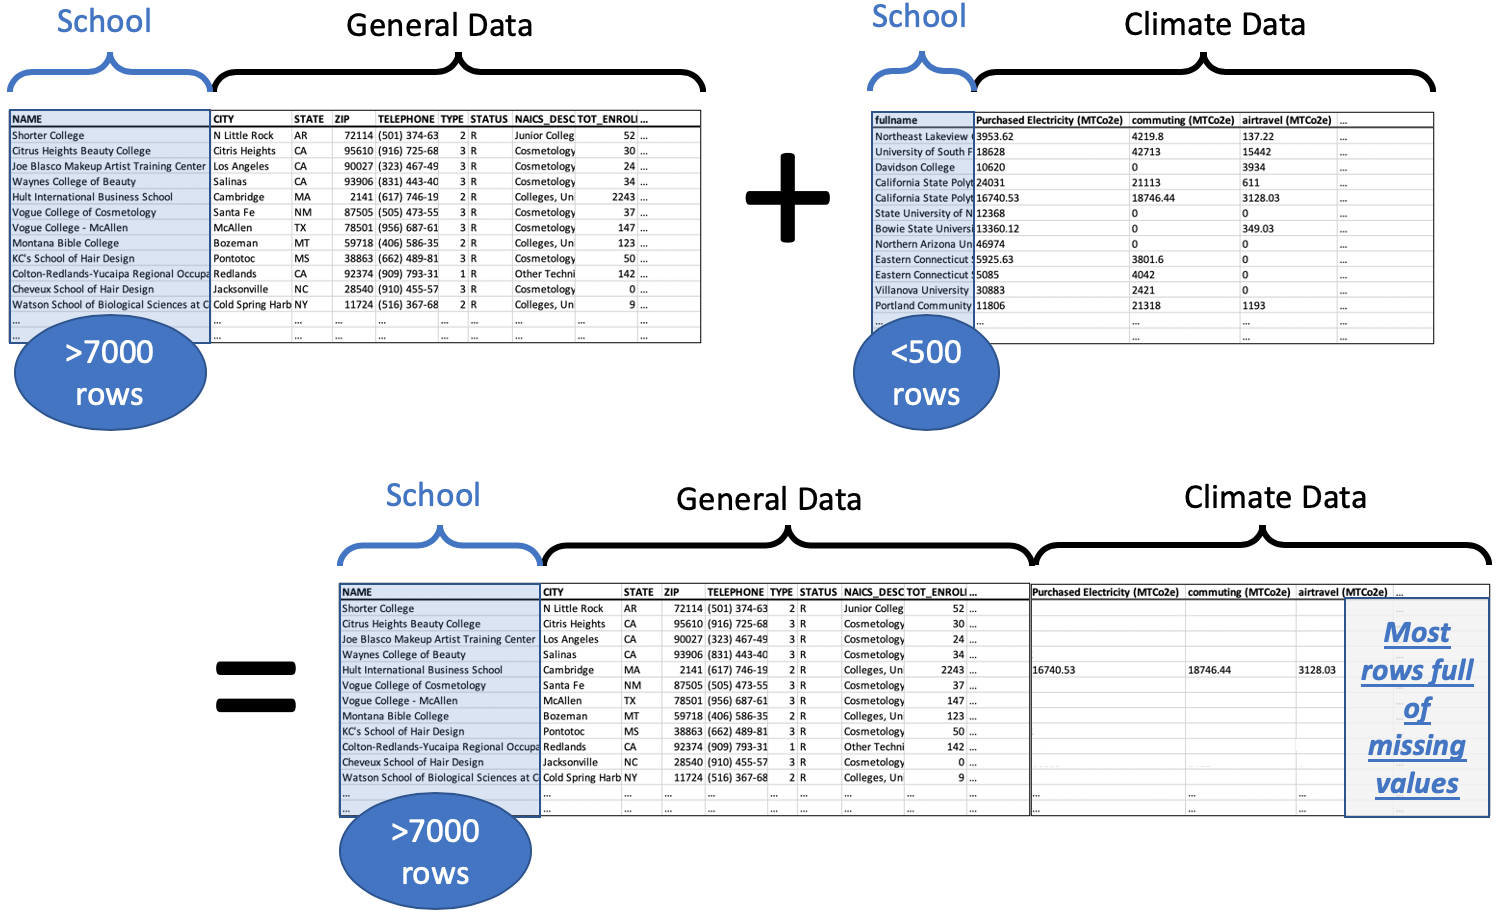 School
General Data
School
Climate Data
NAME CITY STATE ZIP TELEPHONE TYPE STATUS NAICS_DESC TOT_ENROLI ...
Shorter College N Little Rock AR 72114 (501) 374-63 2 R Junior Colleg 52 ...
Citrus Heights Beauty College Citris Heights CA 95610 (916) 725-68 3 R Cosmetology 30 ...
Joe Blasco Makeup Artist Training Center Los Angeles CA 90027 (323) 467-49 3 R Cosmetology 24 ...
Waynes College of Beauty Salinas CA 93906 (831) 443-40 3 R Cosmetology 34 ...
Hult International Business School Cambridge MA 2141 (617) 746-19 2 R Colleges, Un 2243 ...
Vogue College of Cosmetology Santa Fe NM 87505 (505) 473-55 3 R Cosmetology 37 ...
Vogue College - McAllen McAllen TX 78501 (956) 687-61 3 R Cosmetology 147 ...
Montana Bible College Bozeman MT 59718 (406) 586-35 2 R Colleges, Un 123 ...
KC's School of Hair Design Pontotoc MS 38863 (662) 489-81 3 R Cosmetology 50 ...
Colton-Redlands-Yucaipa Regional Occupa Redlands CA 92374 (909) 793-31 1 R Other Techni 142 ...
Cheveux School of Hair Design Jacksonville NC 28540 (910) 455-57 3 R Cosmetology 0 ...
Watson School of Biological Sciences at C Cold Spring Harb NY 11724 (516) 367-68 2 R Colleges, Un 9 ...
... ... ... ... ... ... ... ... ... ...
... ... ... ... ... ... ... ... ... ...
>7000
rows
+
fullname Purchased Electricity (MTCo2e) commuting (MTCo2e) airtravel (MTCo2e) ...
Northeast Lakeview 3953.62 4219.8 137.22
University of South F 18628 42713 15442
Davidson College 10620 0 3934
California State Polyt 24031 21113 611
California State Polyt 16740.53 18746.44 3128.03
State University of N 12368 0 0
Bowie State Universi 13360.12 0 349.03
Northern Arizona Un 46974 0 0
Eastern Connecticut 5925.63 3801.6 0
Eastern Connecticut 5085 4042 0
Villanova University 30883 2421 0
Portland Community 11806 21318 1193
... ... ... ... ...
... ... ...
<500
rows
=
School
General Data
Climate Data
NAME CITY STATE ZIP TELEPHONE TYPE STATUS NAICS_DESC TOT_ENROLI ... Purchased Electricity (MTCo2e) commuting (MTCo2e) airtravel (MTCo2e) ...
Shorter College N Little Rock AR 72114 (501) 374-63 2 R Junior Colleg 52 ...
Citrus Heights Beauty College Citris Heights CA 95610 (916) 725-68 3 R Cosmetology 30 ...
Joe Blasco Makeup Artist Training Center Los Angeles CA 90027 (323) 467-49 3 R Cosmetology 24 ...
Waynes College of Beauty Salinas CA 93906 (831) 443-40 3 R Cosmetology 34 ...
Hult International Business School Cambridge MA 2141 (617) 746-19 2 R Colleges, Un 2243 ... 16740.53 18746.44 3128.03
Vogue College of Cosmetology Santa Fe NM 87505 (505) 473-55 3 R Cosmetology 37 ...
Vogue College - McAllen McAllen TX 78501 (956) 687-61 3 R Cosmetology 147 ...
Montana Bible College Bozeman MT 59718 (406) 586-35 2 R Colleges, Un 123 ...
KC's School of Hair Design Pontotoc MS 38863 (662) 489-81 3 R Cosmetology 50 ...
Colton-Redlands-Yucaipa Regional Occupa Redlands CA 92374 (909) 793-31 1 R Other Techni 142 ...
Cheveux School of Hair Design Jacksonville NC 28540 (910) 455-57 3 R Cosmetology 0 ...
Watson School of Biological Sciences at C Cold Spring Harb NY 11724 (516) 367-68 2 R Colleges, Un 9 ...
... ... ... ... ... ... ... ... ... ... ... ... ...
... ... ... ... ... ... ... ... ... ... ... ... ...
Most
rows full
of
missing
values
>7000
rows